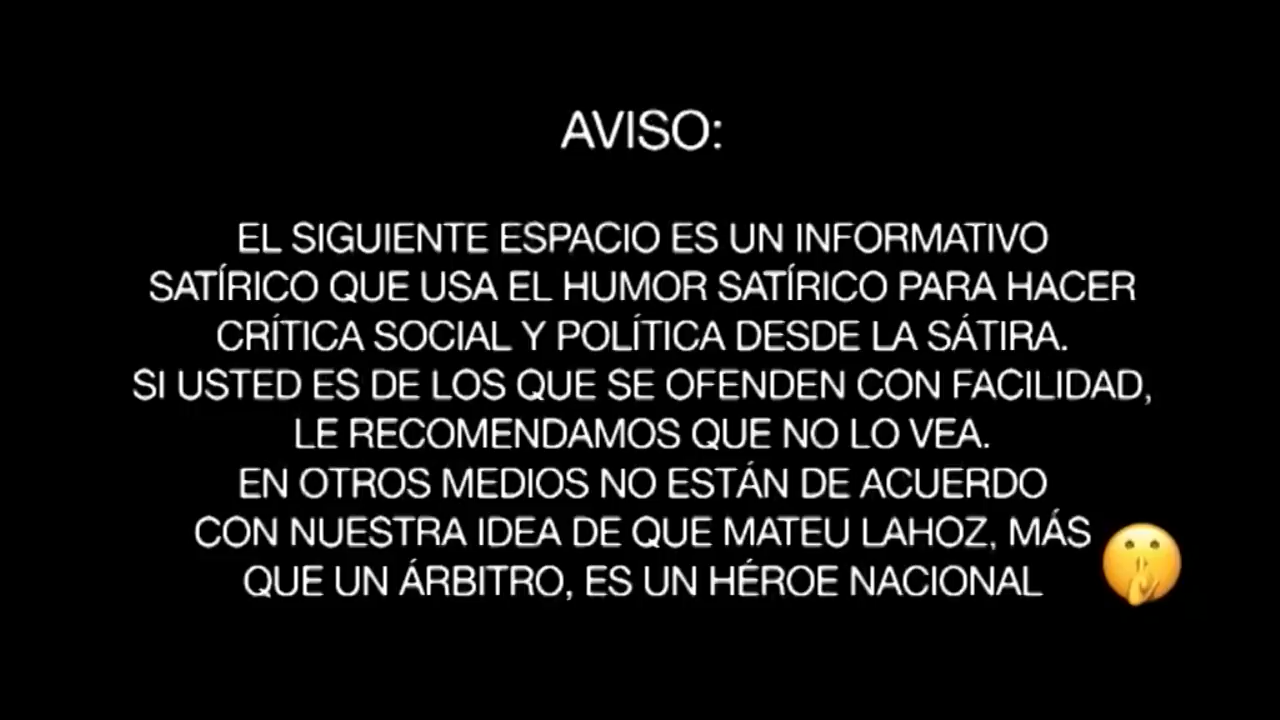 AVISO:
EL SIGUIENTE ESPACIO ES UN INFORMATIVO
SATÍRICO QUE USA EL HUMOR SATÍRICO PARA HACER
CRÍTICA SOCIAL Y POLÍTICA DESDE LA SÁTIRA.
SI USTED ES DE LOS QUE SE OFENDEN CON FACILIDAD,
LE RECOMENDAMOS QUE NO LO VEA.
EN OTROS MEDIOS NO ESTÁN DE ACUERDO
CON NUESTRA IDEA DE QUE MATEU LAHOZ, MÁS
QUE UN ÁRBITRO, ES UN HÉROE NACIONAL